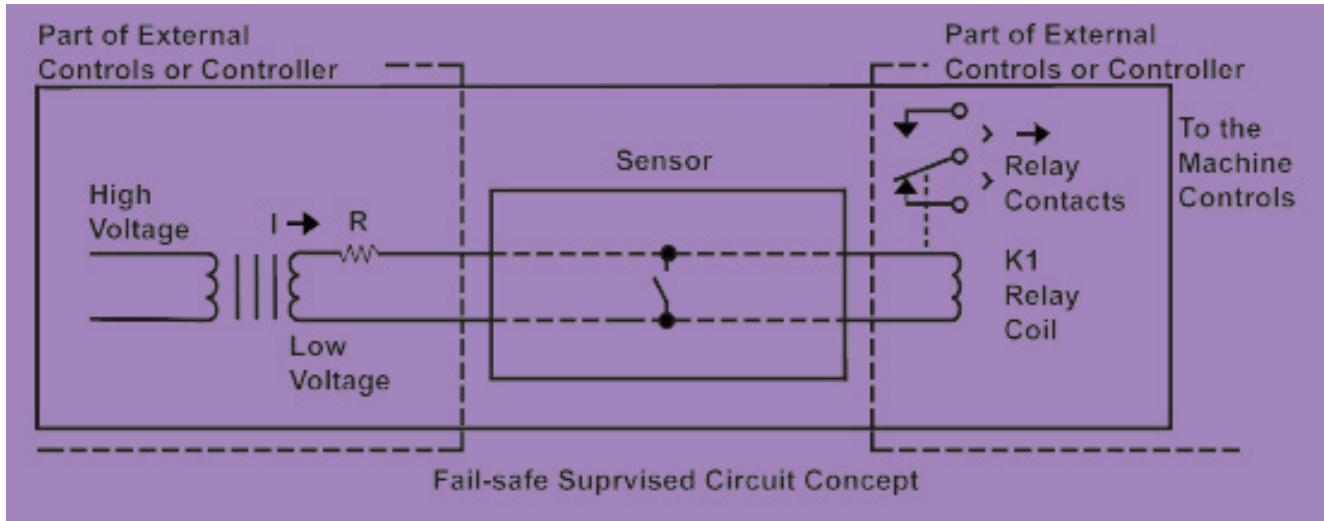 Part of External
Controls or Controller
Part of External
Controls or Controller
To the
Machine
Controls
Relay
Contacts
Sensor
High
Voltage
I
R
Low
Voltage
K1
Relay
Coil
Fail-safe Suprvised Circuit Concept